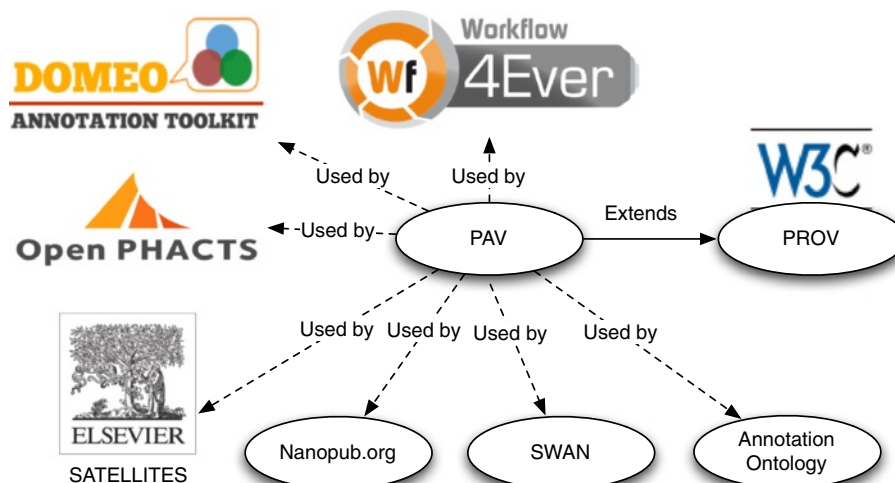 Workflow
4Ever
Wf
DOMEO
ANNOTATION TOOLKIT
W3C®
Used by
Used by
Extends
Open PHACTS
Used by
PAV
PROV
Used by
Used by
Used by
Used by
ELSEVIER
SATELLITES
Nanopub.org
SWAN
Annotation
Ontology